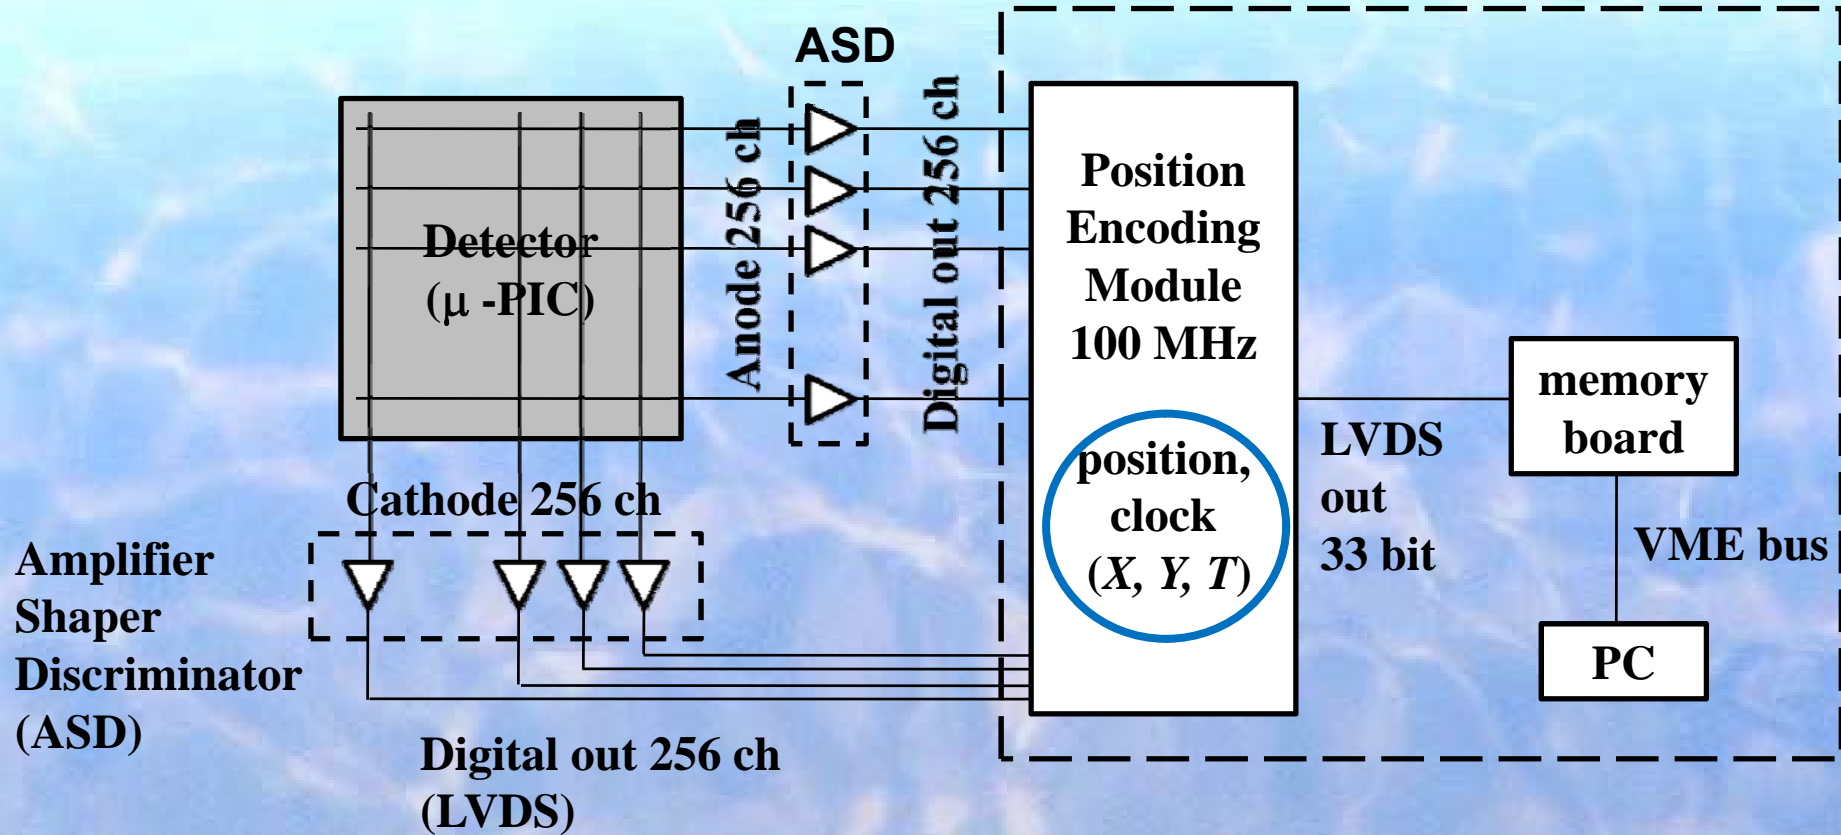 ASD
Detector
(μ -PIC)
Anode 256 ch
Digital out 256 ch
Position
Encoding
Module
100 MHz
position,
clock
(X, Y, T)
LVDS
out
33 bit
memory
board
VME bus
PC
Cathode 256 ch
Amplifier
Shaper
Discriminator
(ASD)
Digital out 256 ch
(LVDS)